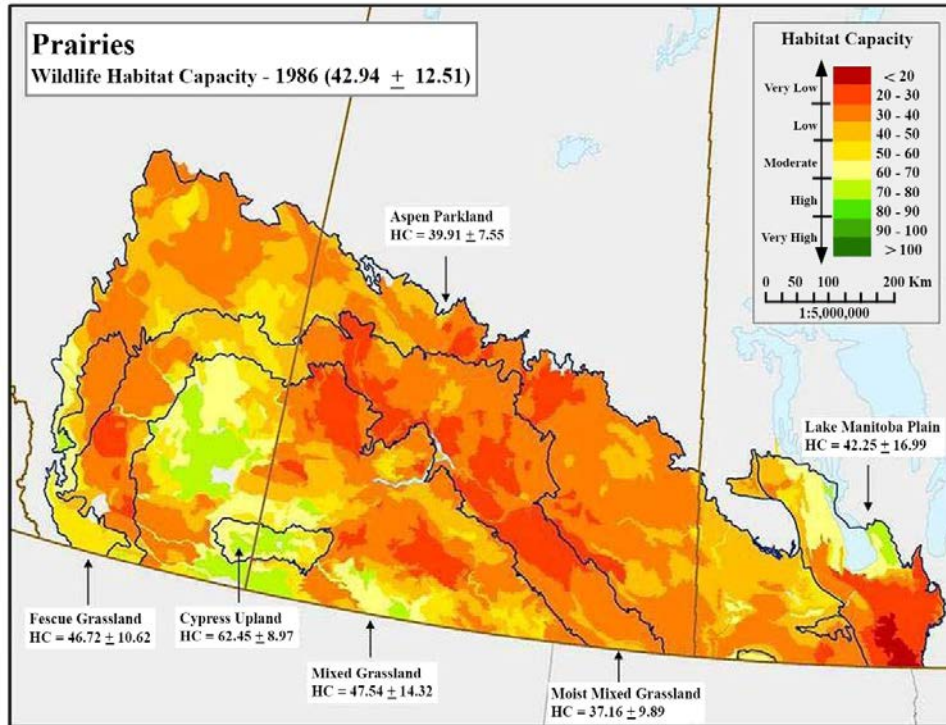 Prairies
Wildlife Habitat Capacity - 1986 (42.94 ± 12.51)
Habitat Capacity
Very Low
Low
Moderate
High
Very High
< 20
20 - 30
30 - 40
40 - 50
50 - 60
60 - 70
70 - 80
80 - 90
90 - 100
> 100
0 50 100 200 Km
1:5,000,000
Aspen Parkland
HC = 39.91 ± 7.55
Lake Manitoba Plain
HC = 42.25 ± 16.99
Fescue Grassland
HC = 46.72 ± 10.62
Cypress Upland
HC = 62.45 ± 8.97
Mixed Grassland
HC = 47.54 ± 14.32
Moist Mixed Grassland
HC = 37.16 ± 9.89